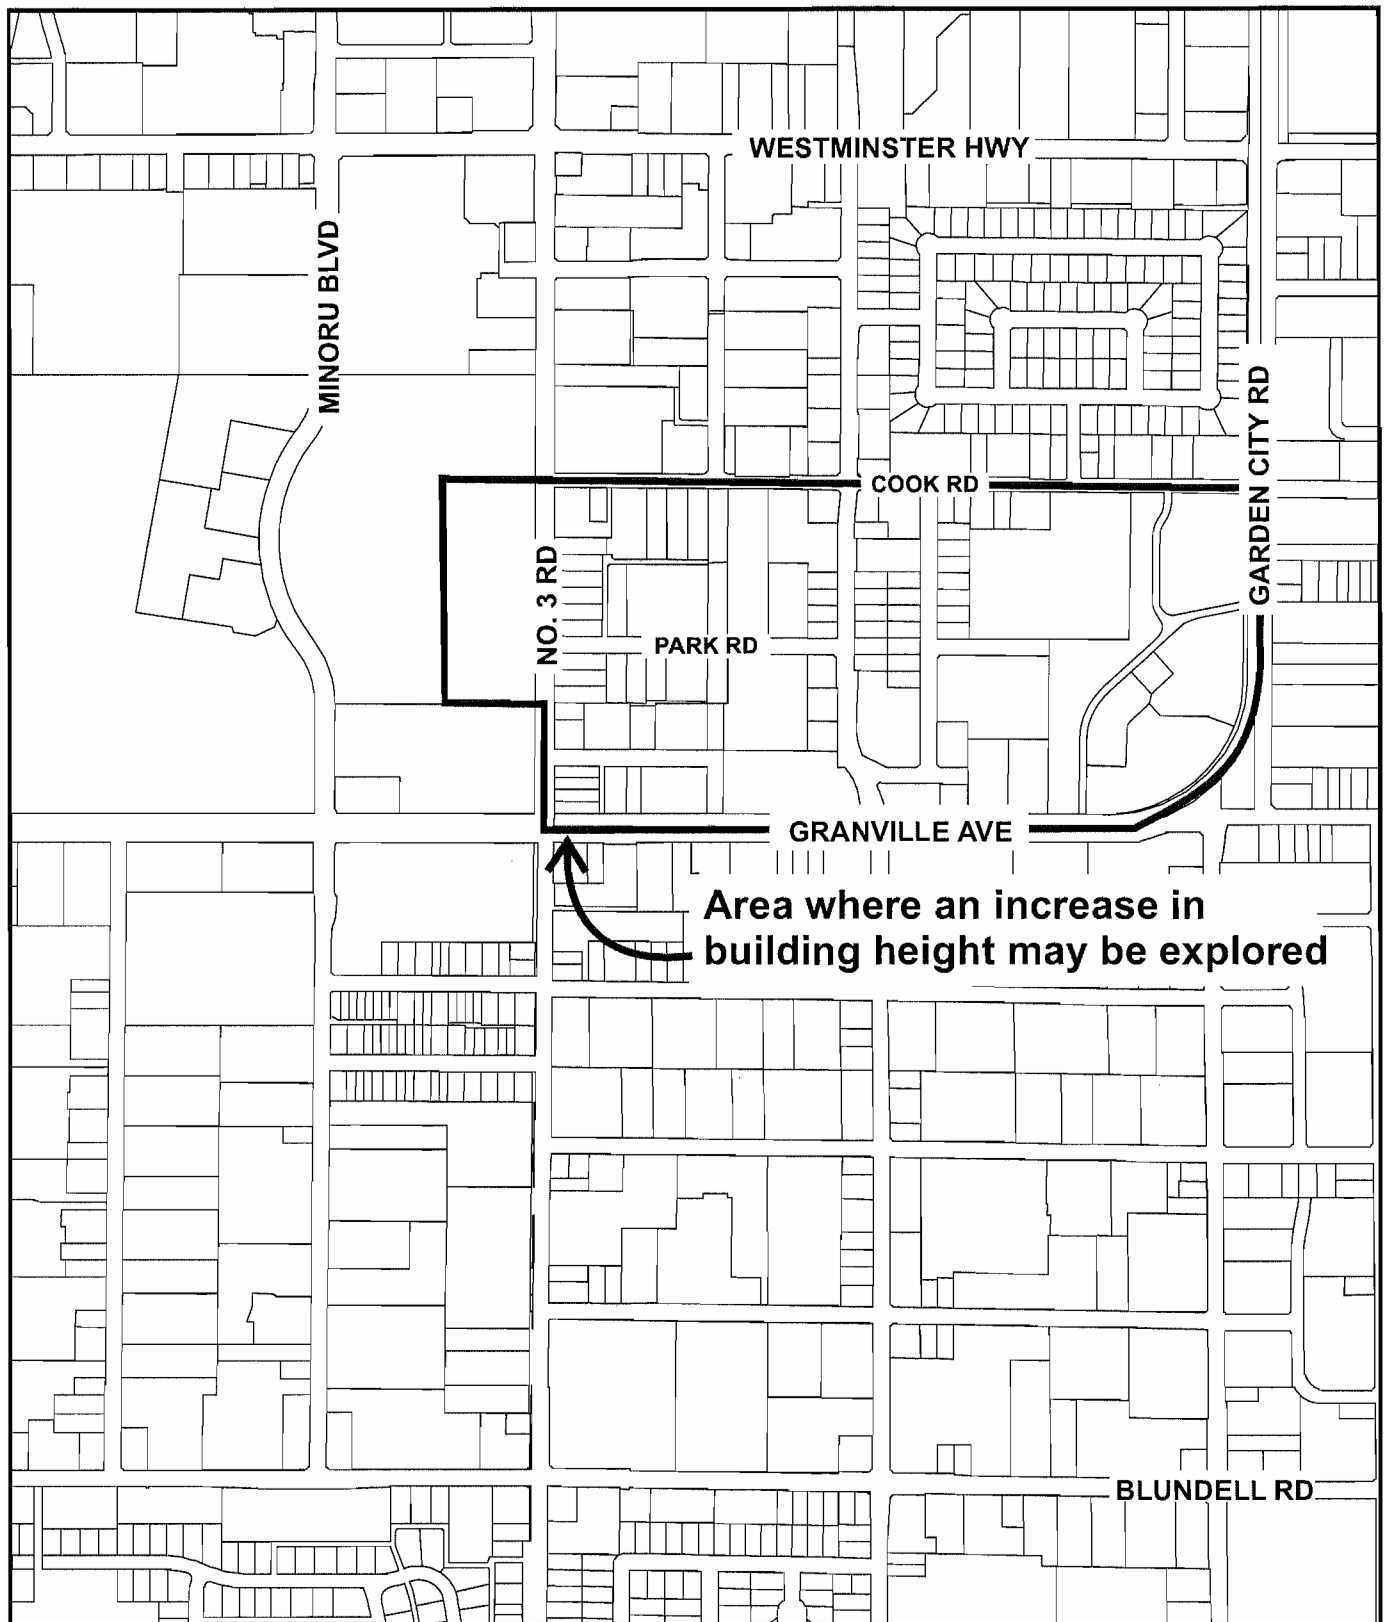 WESTMINSTER HWY
MINORU BLVD
GARDEN CITY RD
COOK RD
NO. 3 RD
PARK RD
GRANVILLE AVE
Area where an increase in
building height may be explored
BLUNDELL RD